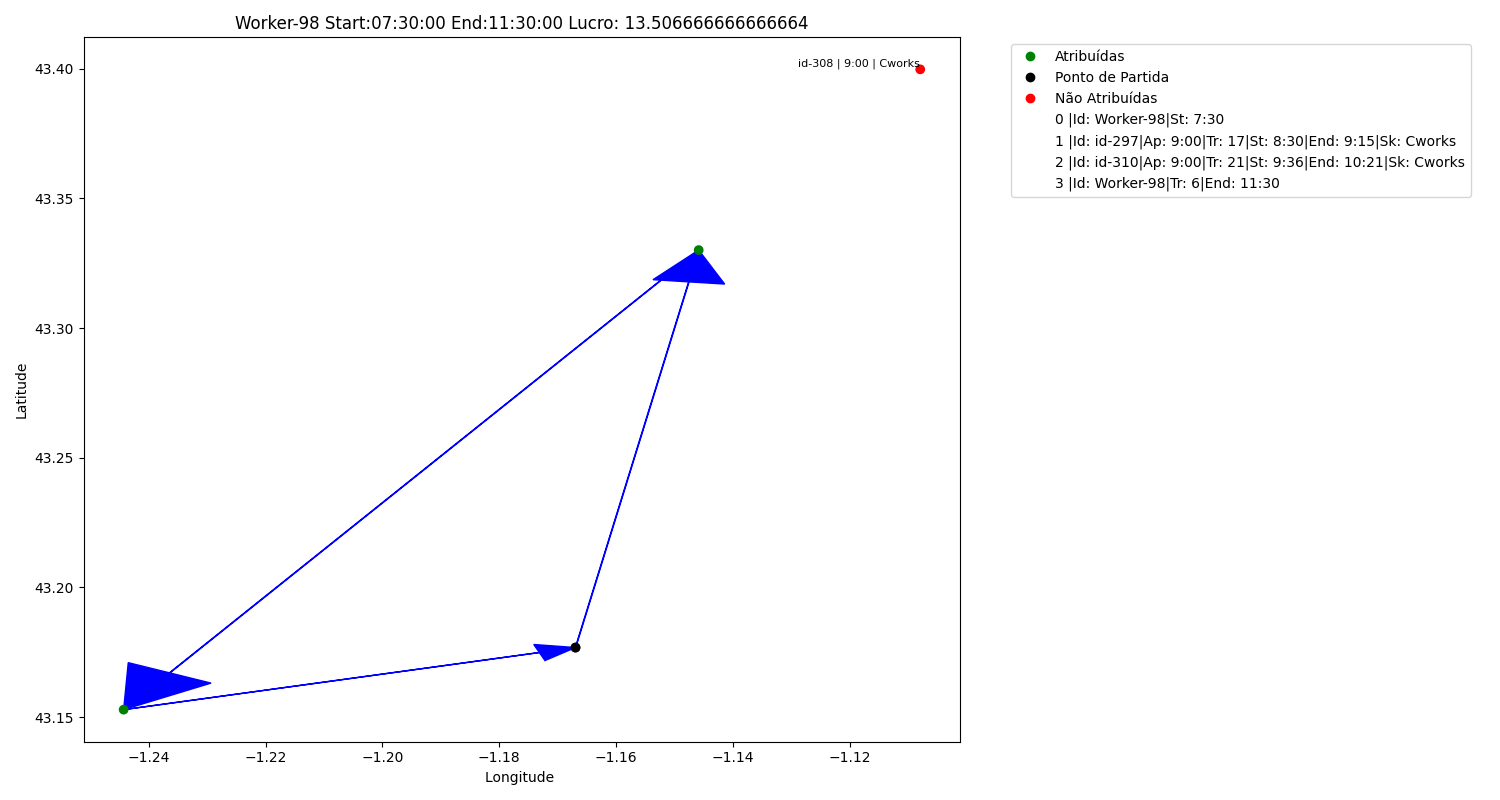 Worker-98 Start:07:30:00 End:11:30:00 Lucro: 13.506666666666664
id-308 | 9:00 | Cworks
43.40
43.35
43.30
43.25
43.20
43.15
Latitude
−1.24
−1.22
−1.20
−1.18
−1.16
−1.14
−1.12
Longitude
Atribuídas
Ponto de Partida
Não Atribuídas
0 |Id: Worker-98|St: 7:30
1 |Id: id-297|Ap: 9:00|Tr: 17|St: 8:30|End: 9:15|Sk: Cworks
2 |Id: id-310|Ap: 9:00|Tr: 21|St: 9:36|End: 10:21|Sk: Cworks
3 |Id: Worker-98|Tr: 6|End: 11:30